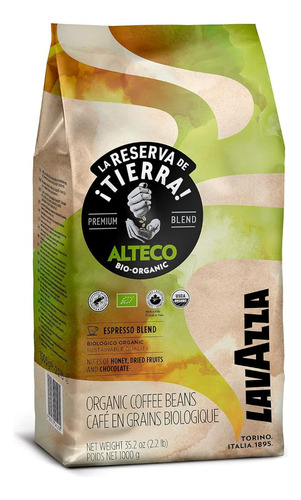 LA RESERVA DE
¡TIERRA!
PREMIUM BLEND
ALTECO
BIO-ORGANIC
USDA
ORGANIC
ESPRESSO BLEND
BIOLOGICO ORGANIC
SUSTAINABLE QUALITY
NOTES OF HONEY, DRIED FRUITS
AND CHOCOLATE
ORGANIC COFFEE BEANS
CAFÉ EN GRAINS BIOLOGIQUE
NET WEIGHT 35.2 oz (2.2 lb)
POIDS NET 1000 g
LAVAZZA
TORINO,
ITALIA, 1895.